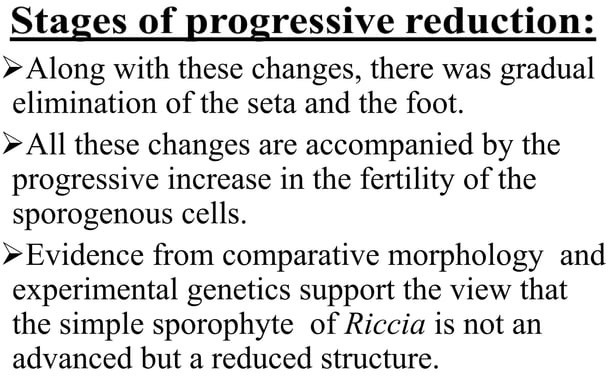 Stages of progressive reduction:
➢Along with these changes, there was gradual
elimination of the seta and the foot.
➢All these changes are accompanied by the
progressive increase in the fertility of the
sporogenous cells.
➢Evidence from comparative morphology and
experimental genetics support the view that
the simple sporophyte of Riccia is not an
advanced but a reduced structure.